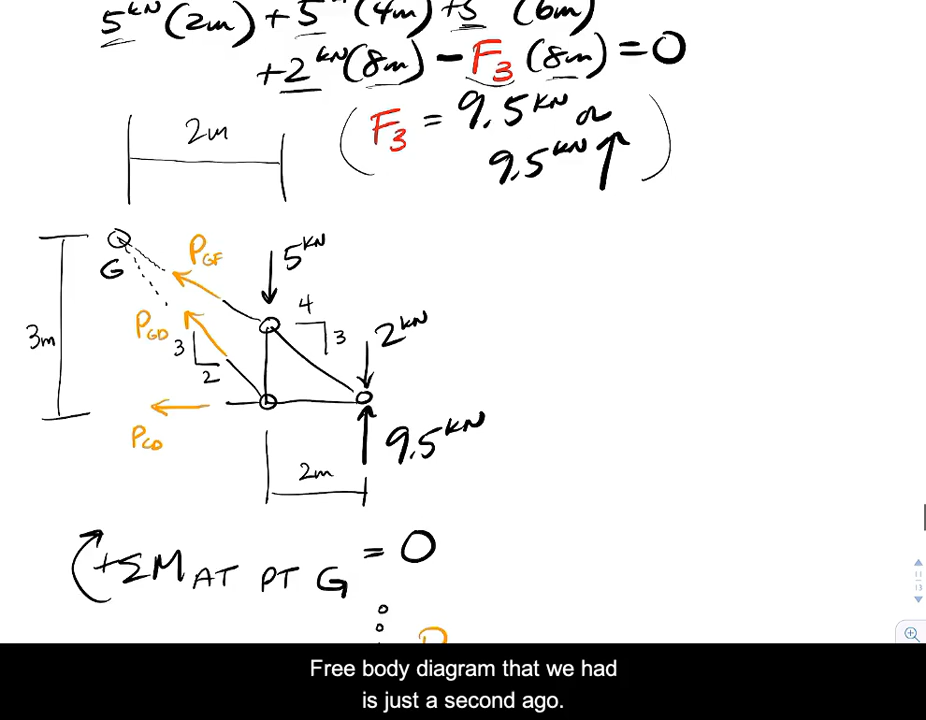 5kN (2m) + 5 (4m) + 5 (6m)
+2kN(8m) - F3 (8m) = 0
2m
(F3 = 9.5kN or
9.5kN ↑)
G
PGF
5kN
4
3
3m
PGD
3
2
2kN
PCD
9.5kN
2m
+ΣM AT PT G = 0
Free body diagram that we had
is just a second ago.